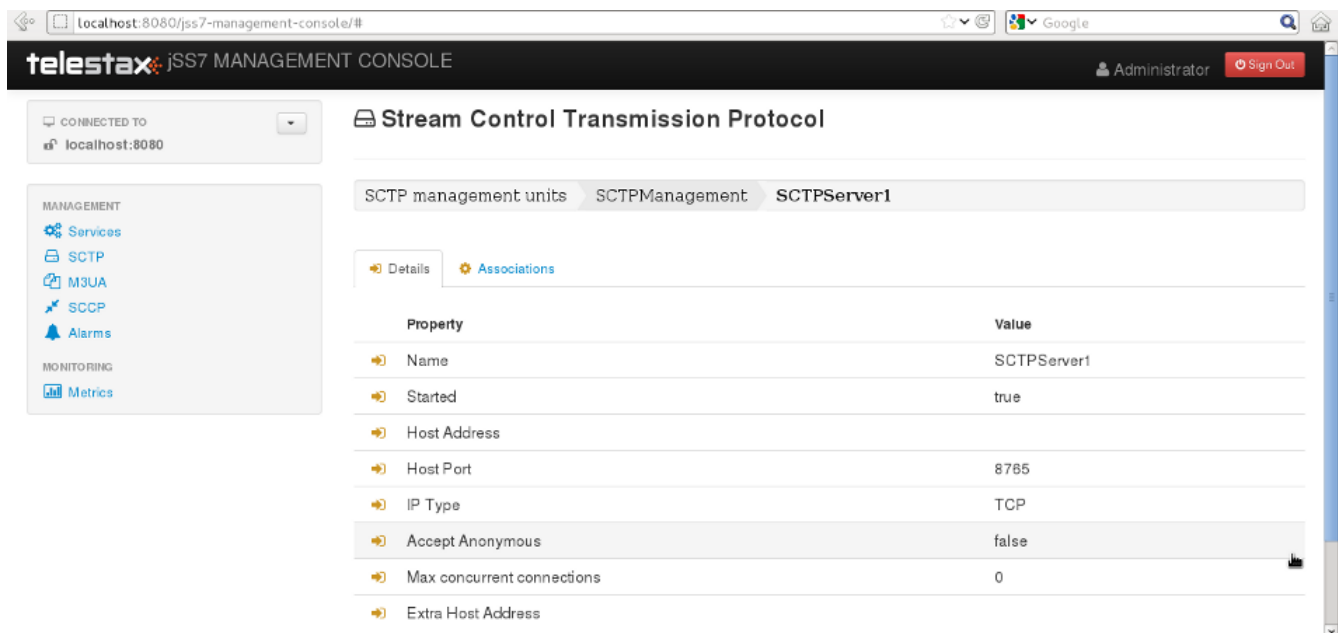 localhost:8080/jss7-management-console/#
Google
telestax jSS7 MANAGEMENT CONSOLE
Administrator
Sign Out
CONNECTED TO
localhost:8080
MANAGEMENT
Services
SCTP
M3UA
SCCP
Alarms
MONITORING
Metrics
Stream Control Transmission Protocol
SCTP management units SCTPManagement SCTPServer1
Details Associations
Property Value
Name SCTPServer1
Started true
Host Address
Host Port 8765
IP Type TCP
Accept Anonymous false
Max concurrent connections 0
Extra Host Address